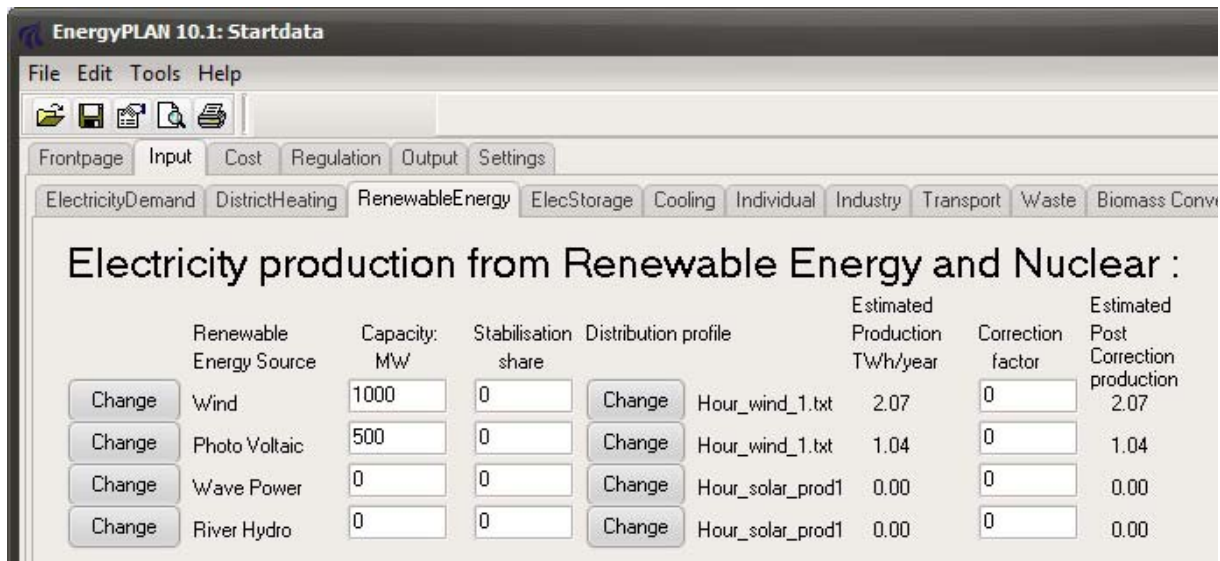 EnergyPLAN 10.1: Startdata
File Edit Tools Help
Frontpage Input Cost Regulation Output Settings
ElectricityDemand DistrictHeating RenewableEnergy ElecStorage Cooling Individual Industry Transport Waste Biomass Conve
Electricity production from Renewable Energy and Nuclear :
Estimated Estimated
Renewable Capacity: Stabilisation Distribution profile Production Correction Post
Energy Source MW share TWh/year factor Correction
production
Change Wind 1000 0 Change Hour_wind_1.txt 2.07 0 2.07
Change Photo Voltaic 500 0 Change Hour_wind_1.txt 1.04 0 1.04
Change Wave Power 0 0 Change Hour_solar_prod1 0.00 0 0.00
Change River Hydro 0 0 Change Hour_solar_prod1 0.00 0 0.00